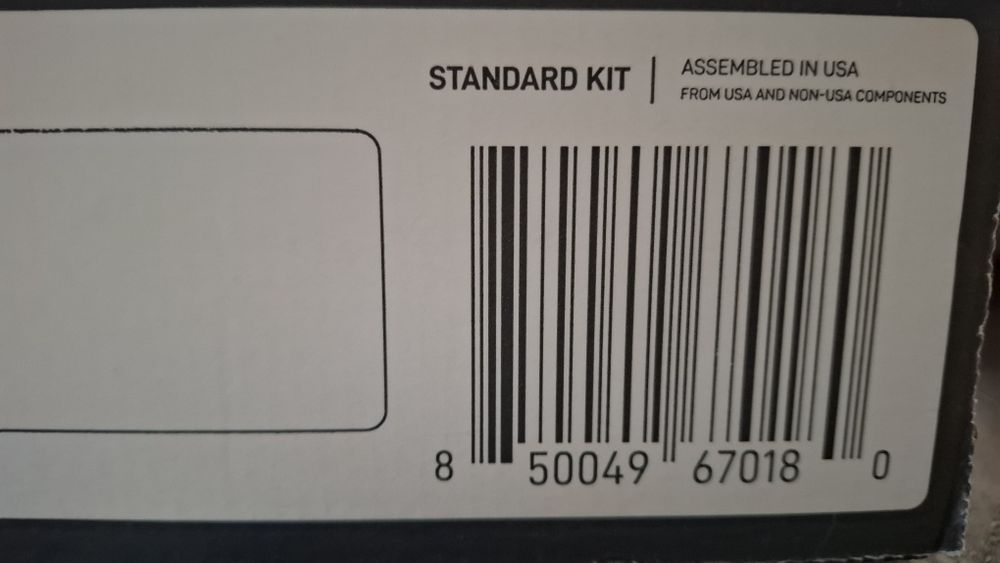 STANDARD KIT | ASSEMBLED IN USA
FROM USA AND NON-USA COMPONENTS
8 50049 67018 0